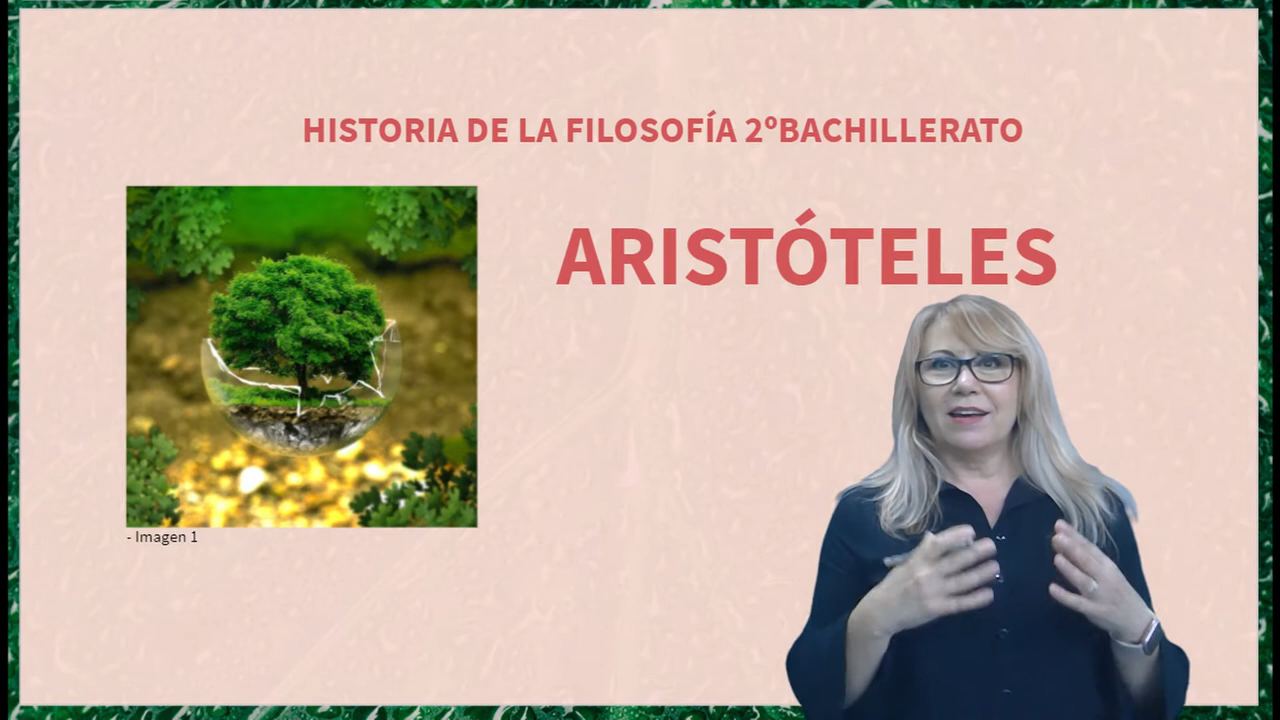 HISTORIA DE LA FILOSOFÍA 2ºBACHILLERATO
ARISTÓTELES
- Imagen 1